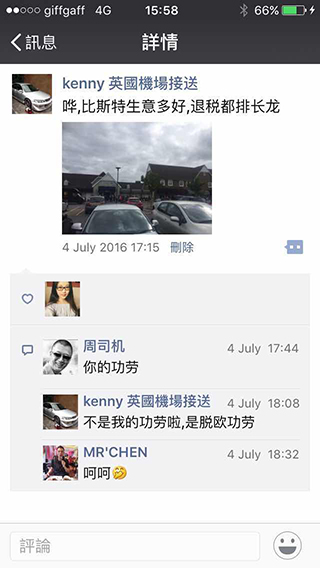 giffgaff 4G 15:58 66%
訊息 詳情
kenny 英國機場接送
哗,比斯特生意多好,退税都排长龙
4 July 2016 17:15 刪除
周司机 4 July 17:44
你的功劳
kenny 英國機場接送 4 July 18:08
不是我的功劳啦,是脱欧功劳
MR'CHEN 4 July 18:32
呵呵🤣
評論